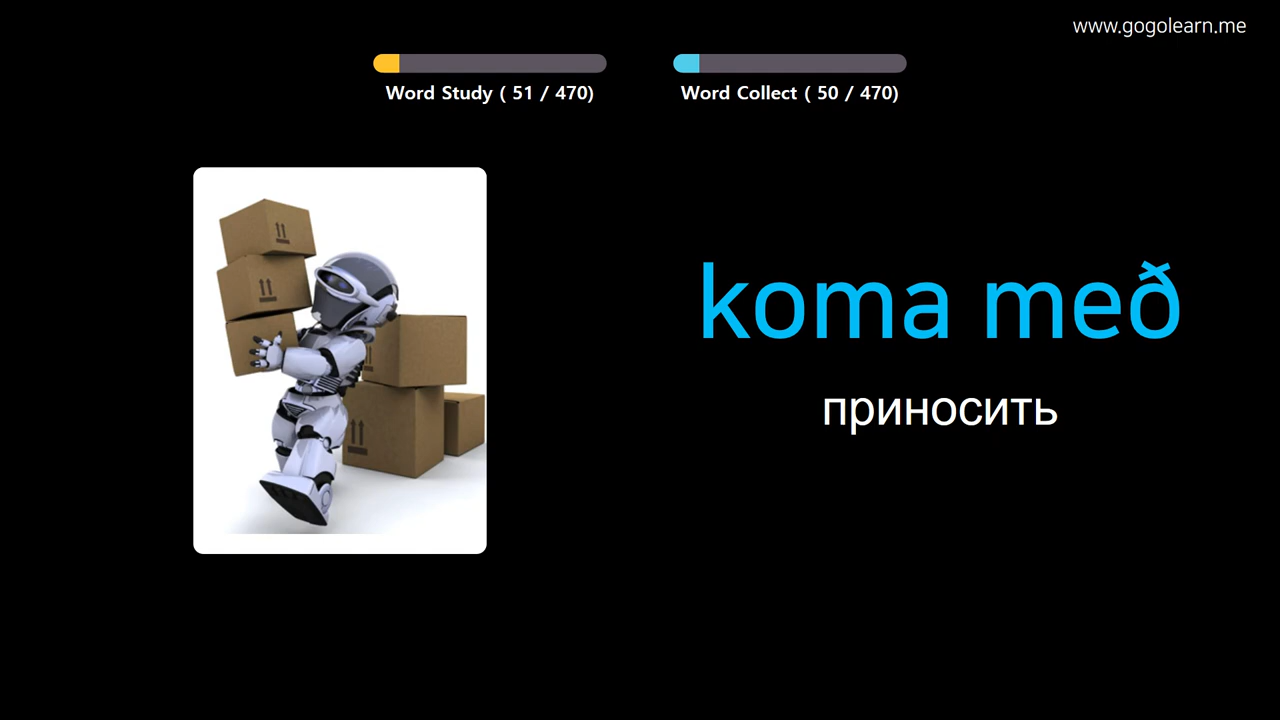 www.gogolearn.me
Word Study ( 51 / 470)
Word Collect ( 50 / 470)
koma með
приносить